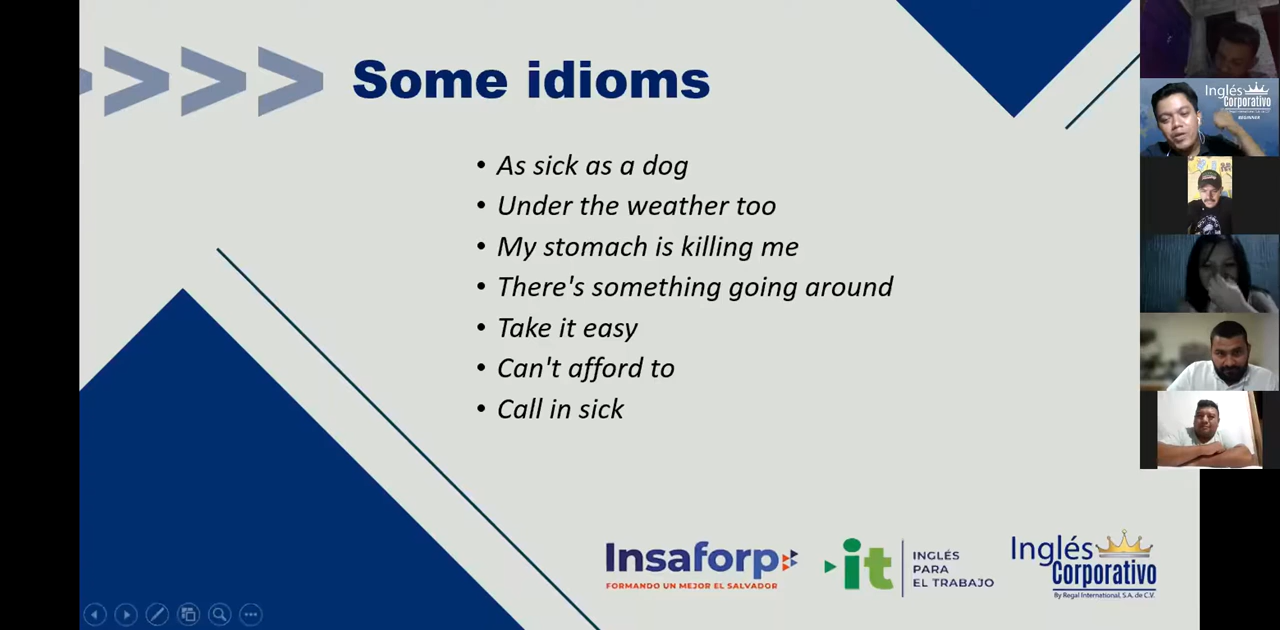 Some idioms
• As sick as a dog
• Under the weather too
• My stomach is killing me
• There's something going around
• Take it easy
• Can't afford to
• Call in sick
Insaforp
FORMANDO UN MEJOR EL SALVADOR
it
INGLÉS
PARA
EL TRABAJO
Inglés
Corporativo
By Regal International, S.A. de C.V.
Inglés
Corporativo
BEGINNER